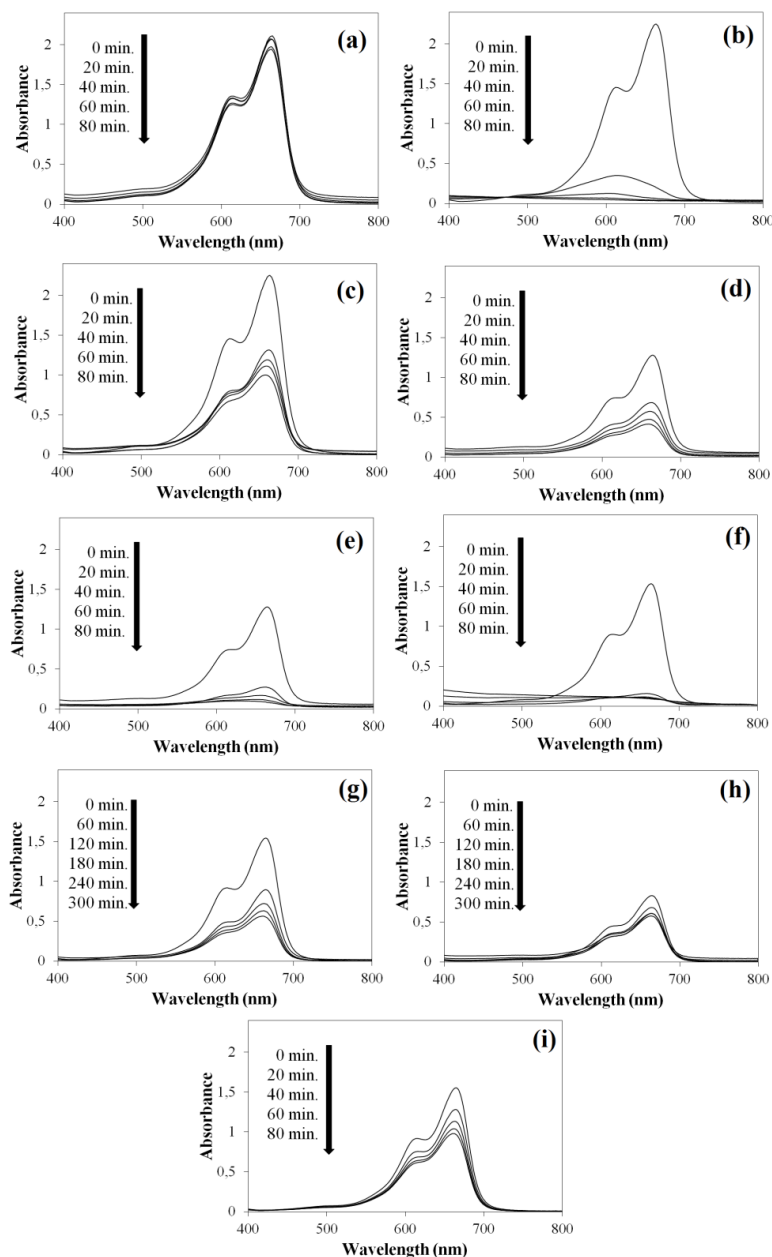 (a)
2
1,5
1
0,5
0
Absorbance
0 min.
20 min.
40 min.
60 min.
80 min.
400 500 600 700 800
Wavelength (nm)
(b)
2
1,5
1
0,5
0
Absorbance
0 min.
20 min.
40 min.
60 min.
80 min.
400 500 600 700 800
Wavelength (nm)
(c)
2
1,5
1
0,5
0
Absorbance
0 min.
20 min.
40 min.
60 min.
80 min.
400 500 600 700 800
Wavelength (nm)
(d)
2
1,5
1
0,5
0
Absorbance
0 min.
20 min.
40 min.
60 min.
80 min.
400 500 600 700 800
Wavelength (nm)
(e)
2
1,5
1
0,5
0
Absorbance
0 min.
20 min.
40 min.
60 min.
80 min.
400 500 600 700 800
Wavelength (nm)
(f)
2
1,5
1
0,5
0
Absorbance
0 min.
20 min.
40 min.
60 min.
80 min.
400 500 600 700 800
Wavelength (nm)
(g)
2
1,5
1
0,5
0
Absorbance
0 min.
60 min.
120 min.
180 min.
240 min.
300 min.
400 500 600 700 800
Wavelength (nm)
(h)
2
1,5
1
0,5
0
Absorbance
0 min.
60 min.
120 min.
180 min.
240 min.
300 min.
400 500 600 700 800
Wavelength (nm)
(i)
2
1,5
1
0,5
0
Absorbance
0 min.
20 min.
40 min.
60 min.
80 min.
400 500 600 700 800
Wavelength (nm)